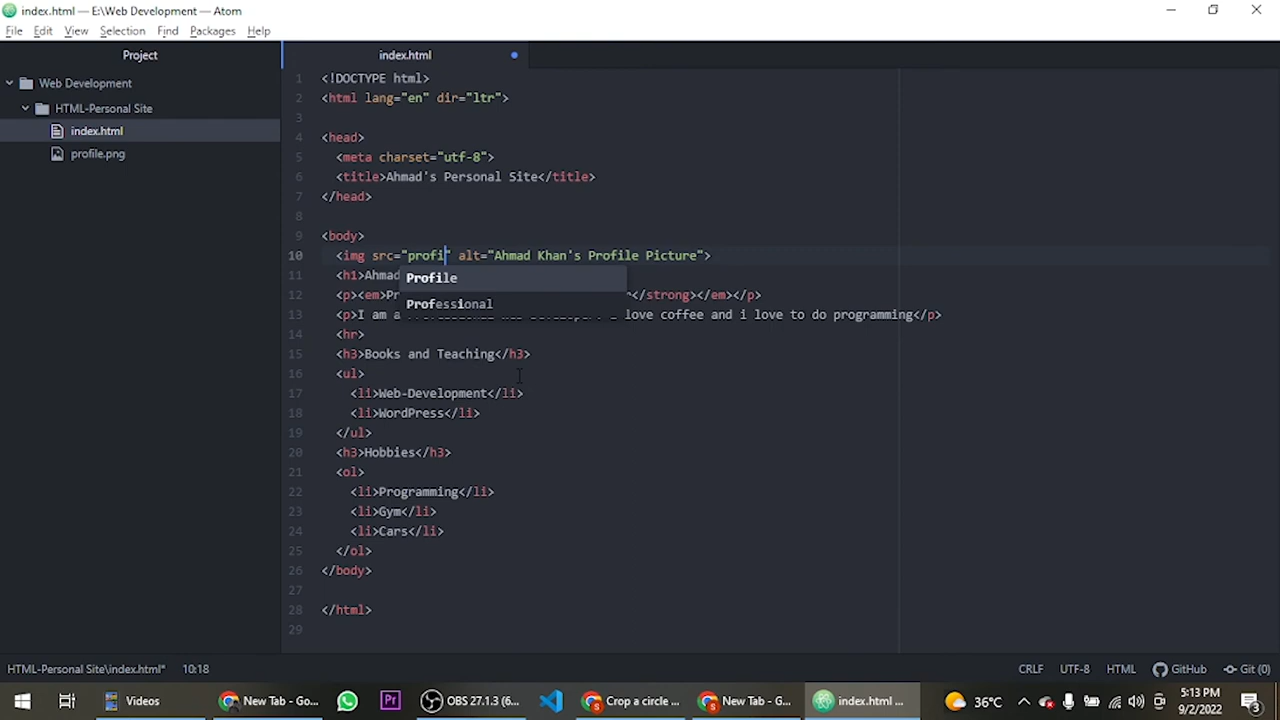 index.html — E:\Web Development — Atom
File Edit View Selection Find Packages Help
Project
index.html
Web Development
HTML-Personal Site
index.html
profile.png
1 <!DOCTYPE html>
2 <html lang="en" dir="ltr">
3
4 <head>
5 <meta charset="utf-8">
6 <title>Ahmad's Personal Site</title>
7 </head>
8
9 <body>
10 <img src="profi" alt="Ahmad Khan's Profile Picture">
11 <h1>Ahmad
Profile
12 <p><em>Pr "</strong></em></p>
Professional
13 <p>I am a love coffee and i love to do programming</p>
14 <hr>
15 <h3>Books and Teaching</h3>
16 <ul>
17 <li>Web-Development</li>
18 <li>WordPress</li>
19 </ul>
20 <h3>Hobbies</h3>
21 <ol>
22 <li>Programming</li>
23 <li>Gym</li>
24 <li>Cars</li>
25 </ol>
26 </body>
27
28 </html>
29
HTML-Personal Site\index.html* 10:18 CRLF UTF-8 HTML GitHub Git (0)
Videos New Tab - Go... Pr OBS 27.1.3 (6... Crop a circle ... New Tab - G... index.html ... 36°C 5:13 PM
9/2/2022 3